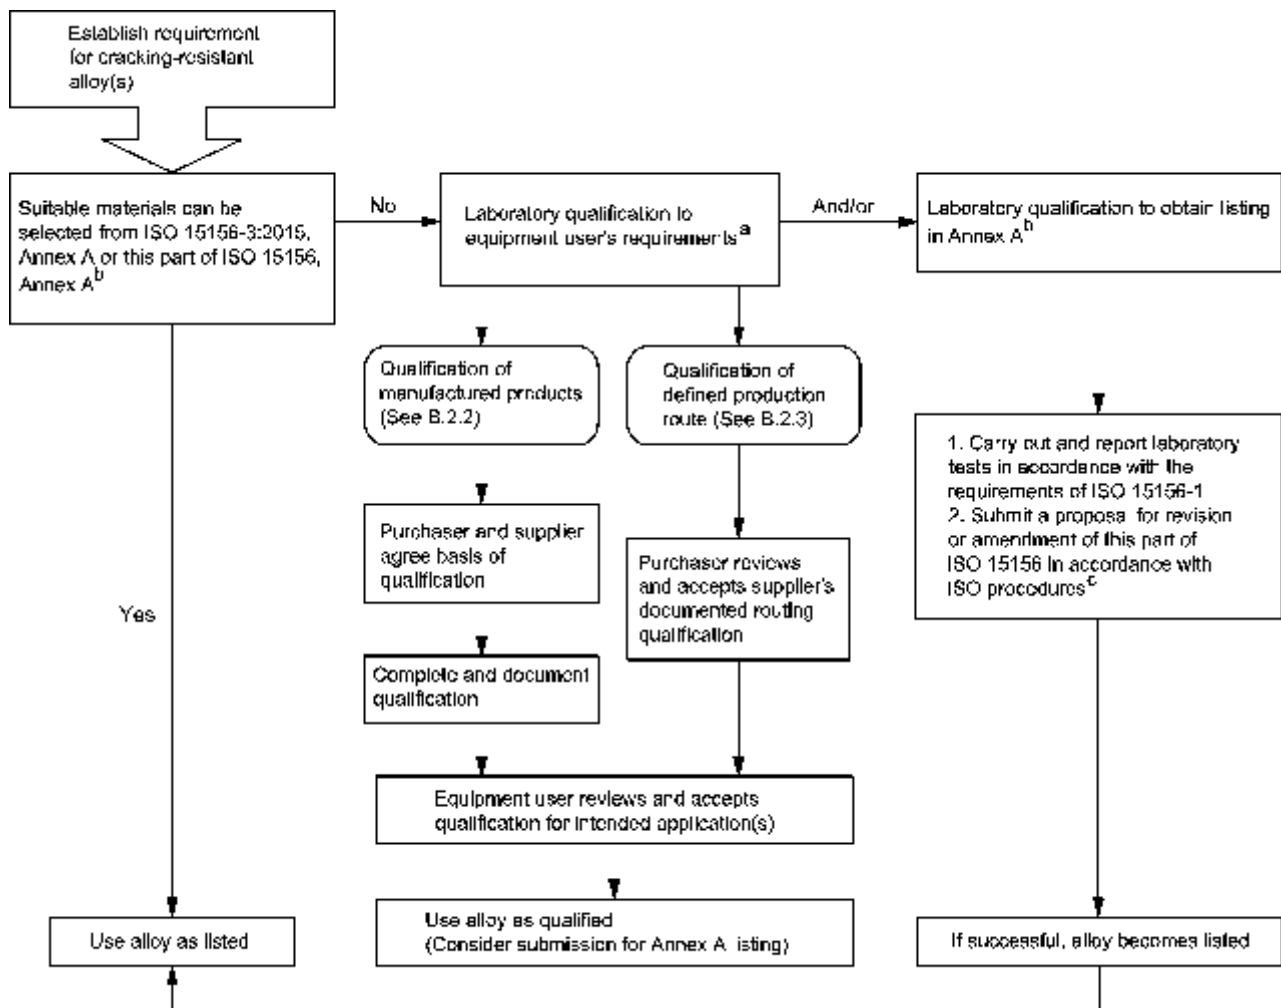 Establish requirement
for cracking-resistant
alloy(s)
Suitable materials can be
selected from ISO 15156-3:2015,
Annex A or this part of ISO 15156,
Annex A b
No
Laboratory qualification to
equipment user's requirements a
And/or
Laboratory qualification to obtain listing
in Annex A b
Qualification of
manufactured products
(See B.2.2)
Qualification of
defined production
route (See B.2.3)
1. Carry out and report laboratory
tests in accordance with the
requirements of ISO 15156-1
2. Submit a proposal for revision
or amendment of this part of
ISO 15156 in accordance with
ISO procedures c
Purchaser and supplier
agree basis of
qualification
Purchaser reviews
and accepts supplier's
documented routing
qualification
Yes
Complete and document
qualification
Equipment user reviews and accepts
qualification for intended application(s)
Use alloy as listed
Use alloy as qualified
(Consider submission for Annex A listing)
If successful, alloy becomes listed